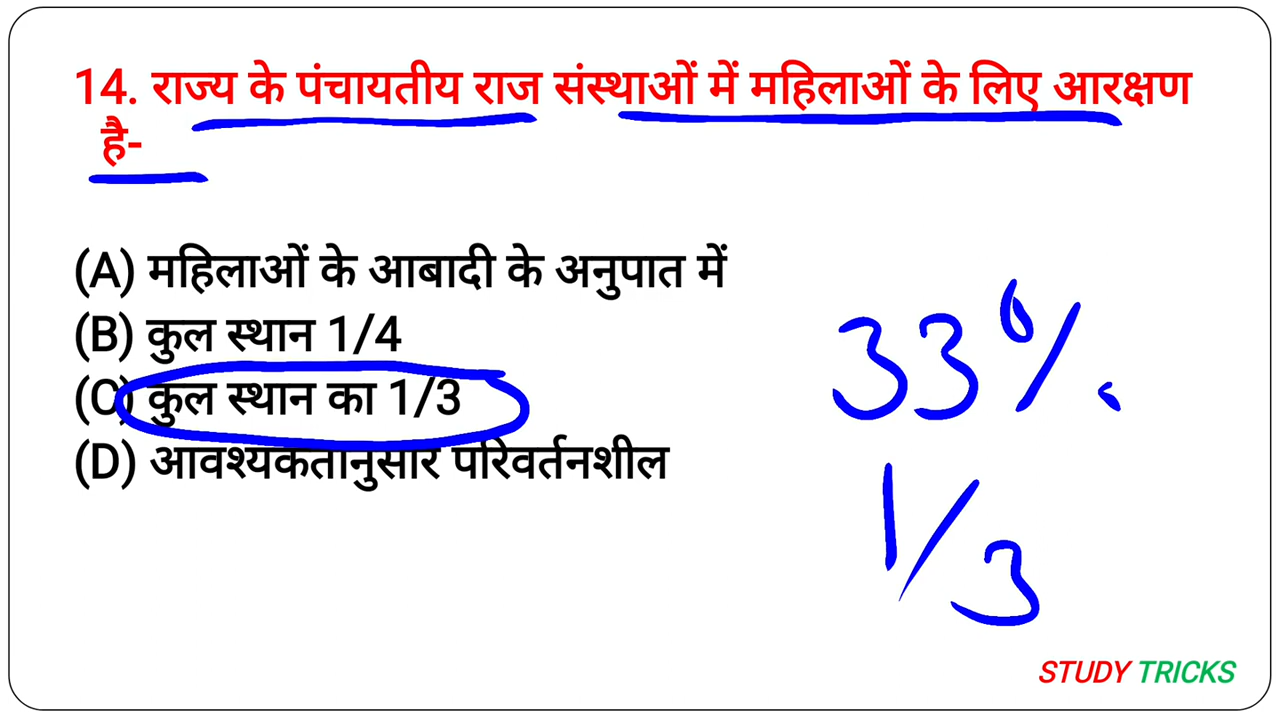 14. राज्य के पंचायतीय राज संस्थाओं में महिलाओं के लिए आरक्षण
है-
(A) महिलाओं के आबादी के अनुपात में
(B) कुल स्थान 1/4
(C) कुल स्थान का 1/3
(D) आवश्यकतानुसार परिवर्तनशील
33%
1/3
STUDY TRICKS